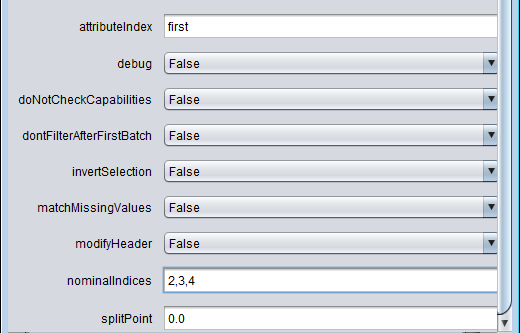 attributeIndex first
debug False
doNotCheckCapabilities False
dontFilterAfterFirstBatch False
invertSelection False
matchMissingValues False
modifyHeader False
nominalIndices 2,3,4
splitPoint 0.0